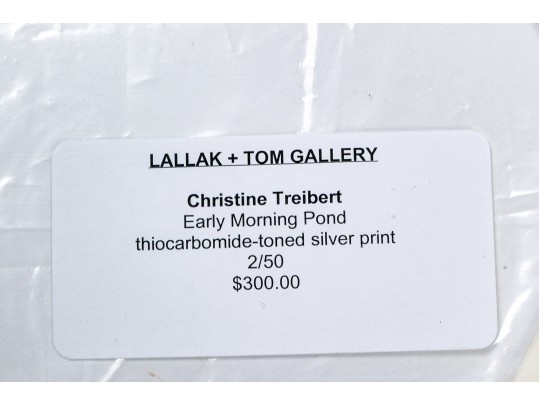 LALLAK + TOM GALLERY
Christine Treibert
Early Morning Pond
thiocarbomide-toned silver print
2/50
$300.00